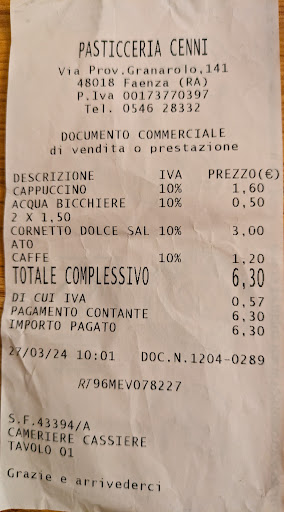 PASTICCERIA CENNI
Via Prov.Granarolo,141
48018 Faenza (RA)
P.Iva 00173770397
Tel. 0546 28332
DOCUMENTO COMMERCIALE
di vendita o prestazione
DESCRIZIONE IVA PREZZO(€)
CAPPUCCINO 10% 1,60
ACQUA BICCHIERE 10% 0,50
2 X 1,50
CORNETTO DOLCE SAL 10% 3,00
ATO
CAFFE 10% 1,20
TOTALE COMPLESSIVO 6,30
DI CUI IVA 0,57
PAGAMENTO CONTANTE 6,30
IMPORTO PAGATO 6,30
27/03/24 10:01 DOC.N.1204-0289
RT96MEV078227
S.F.43394/A
CAMERIERE CASSIERE
TAVOLO 01
Grazie e arrivederci